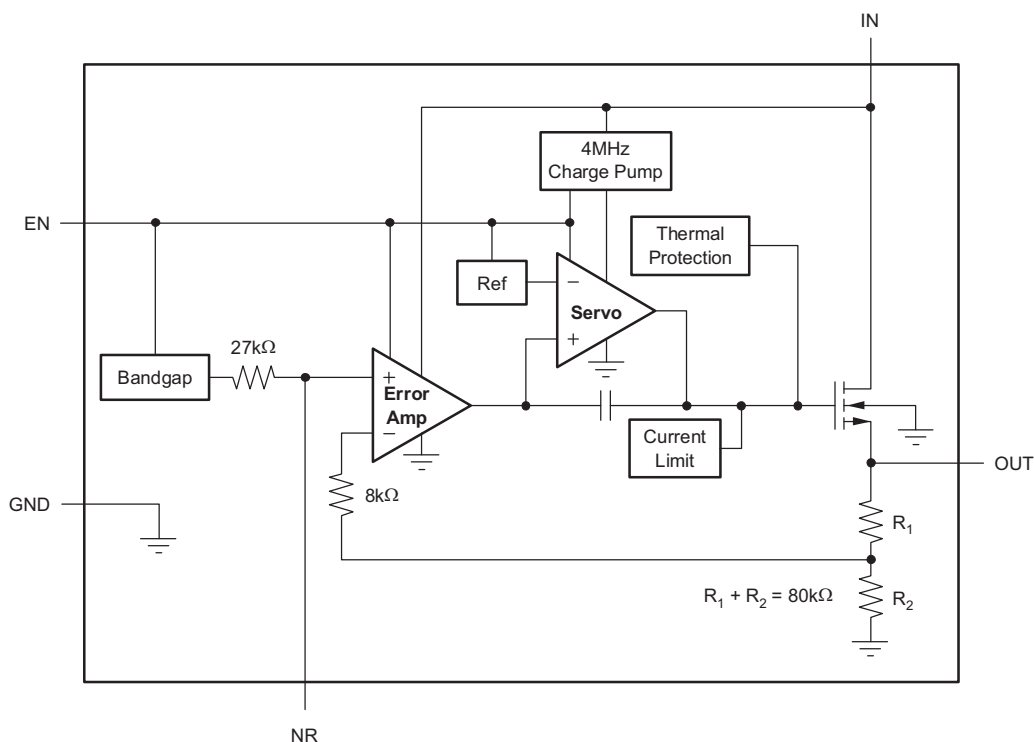 IN
4MHz
Charge Pump
EN
Thermal
Protection
Ref
−
Servo
+
27kΩ
Bandgap
+
Error
Amp
−
Current
Limit
OUT
8kΩ
GND
R1
R1 + R2 = 80kΩ
R2
NR